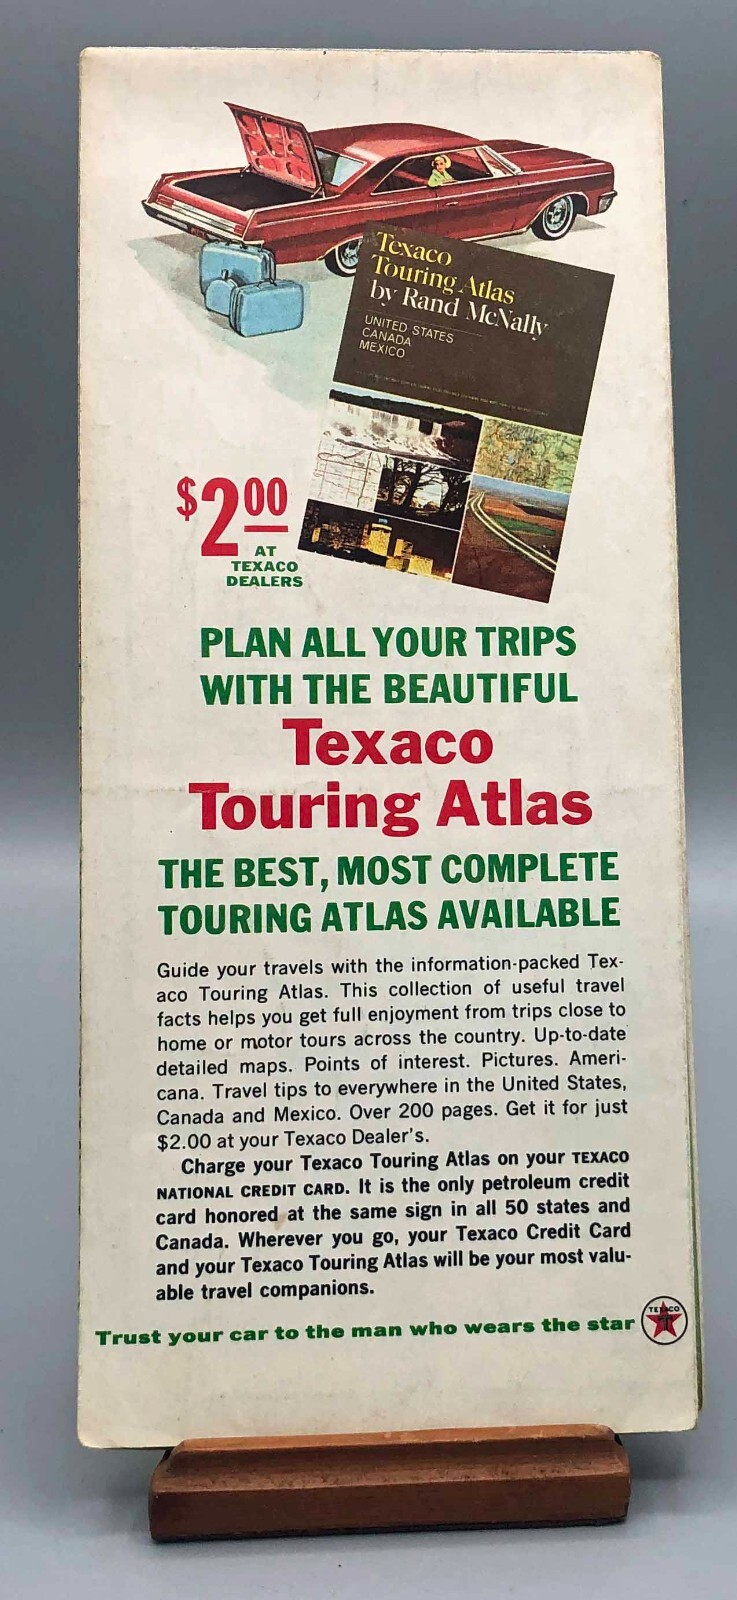 Texaco
Touring Atlas
by Rand McNally
UNITED STATES
CANADA
MEXICO
$2.00
AT
TEXACO
DEALERS
PLAN ALL YOUR TRIPS
WITH THE BEAUTIFUL
Texaco
Touring Atlas
THE BEST, MOST COMPLETE
TOURING ATLAS AVAILABLE
Guide your travels with the information-packed Tex-
aco Touring Atlas. This collection of useful travel
facts helps you get full enjoyment from trips close to
home or motor tours across the country. Up-to-date
detailed maps. Points of interest. Pictures. Ameri-
cana. Travel tips to everywhere in the United States,
Canada and Mexico. Over 200 pages. Get it for just
$2.00 at your Texaco Dealer's.
Charge your Texaco Touring Atlas on your TEXACO
NATIONAL CREDIT CARD. It is the only petroleum credit
card honored at the same sign in all 50 states and
Canada. Wherever you go, your Texaco Credit Card
and your Texaco Touring Atlas will be your most valu-
able travel companions.
Trust your car to the man who wears the star
TEXACO
T